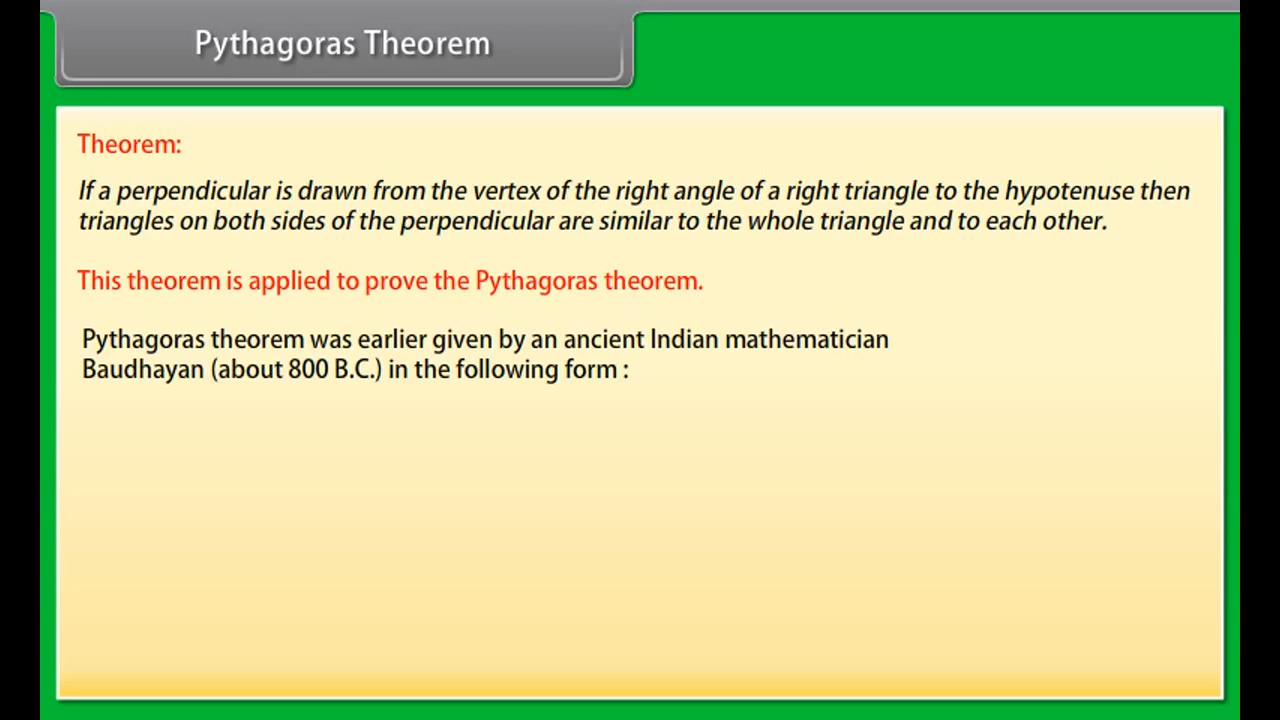 Pythagoras Theorem
Theorem:
If a perpendicular is drawn from the vertex of the right angle of a right triangle to the hypotenuse then
triangles on both sides of the perpendicular are similar to the whole triangle and to each other.
This theorem is applied to prove the Pythagoras theorem.
Pythagoras theorem was earlier given by an ancient Indian mathematician
Baudhayan (about 800 B.C.) in the following form :